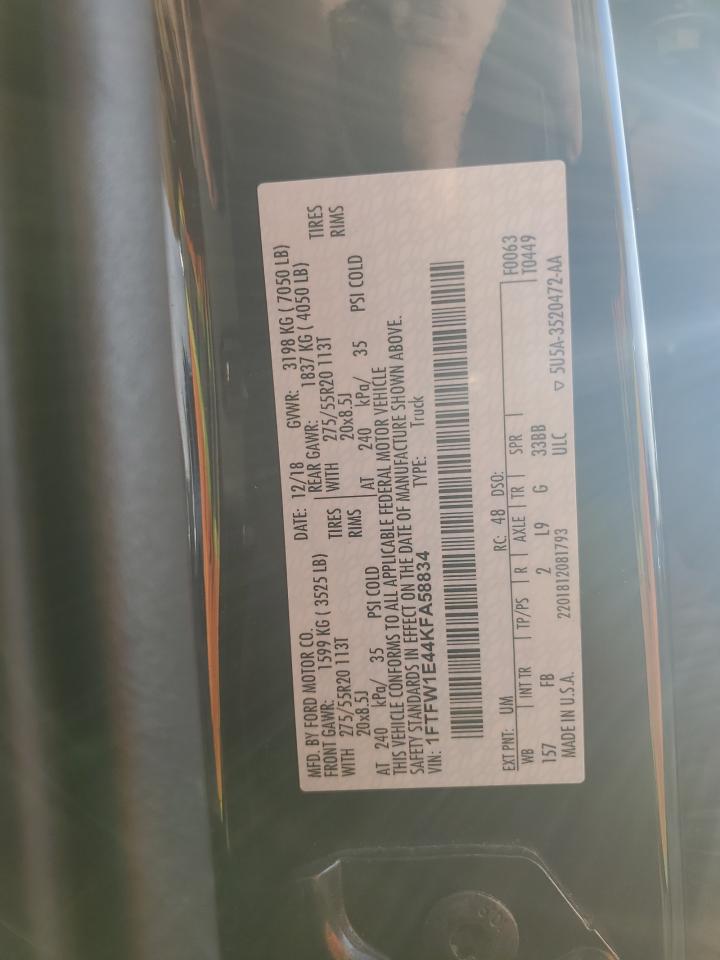 MFD. BY FORD MOTOR CO. DATE: 12/18 GVWR: 3198 KG ( 7050 LB)
FRONT GAWR: 1599 KG ( 3525 LB) REAR GAWR: 1837 KG ( 4050 LB)
WITH 275/55R20 113T TIRES WITH 275/55R20 113T TIRES
20x8.5J RIMS 20x8.5J RIMS
AT 240 kPa/ 35 PSI COLD AT 240 kPa/ 35 PSI COLD
THIS VEHICLE CONFORMS TO ALL APPLICABLE FEDERAL MOTOR VEHICLE
SAFETY STANDARDS IN EFFECT ON THE DATE OF MANUFACTURE SHOWN ABOVE.
VIN: 1FTFW1E44KFA58834 TYPE: Truck
EXT PNT: UM RC: 48 DSO: F0063
WB INT TR TP/PS R AXLE TR SPR T0449
157 FB 2 L9 G 33BB
MADE IN U.S.A. 2201812081793 ULC ▽ 5U5A-3520472-AA